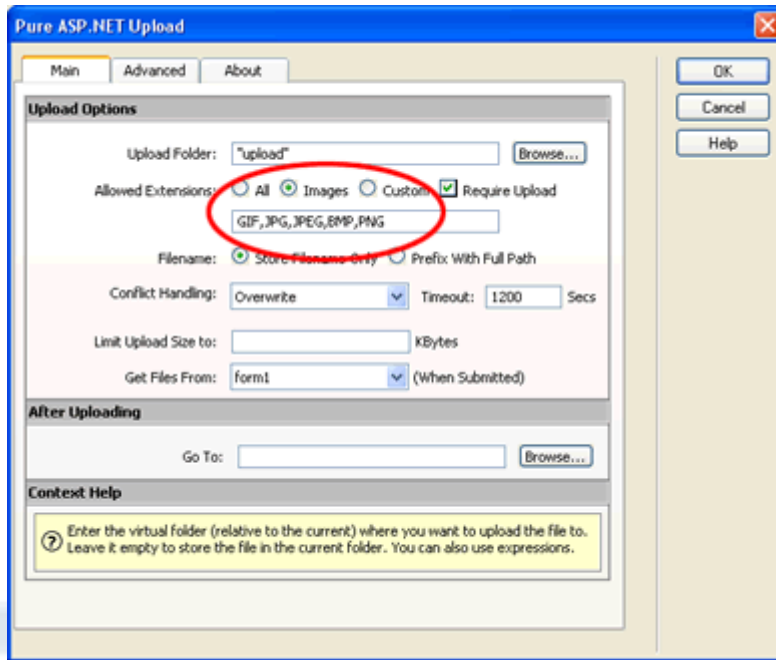 Pure ASP.NET Upload
Main Advanced About
OK
Cancel
Help
Upload Options
Upload Folder: "upload" Browse...
Allowed Extensions: All Images Custom Require Upload
GIF,JPG,JPEG,BMP,PNG
Filename: Store Filename Only Prefix With Full Path
Conflict Handling: Overwrite Timeout: 1200 Secs
Limit Upload Size to: KBytes
Get Files From: form1 (When Submitted)
After Uploading
Go To: Browse...
Context Help
Enter the virtual folder (relative to the current) where you want to upload the file to.
Leave it empty to store the file in the current folder. You can also use expressions.